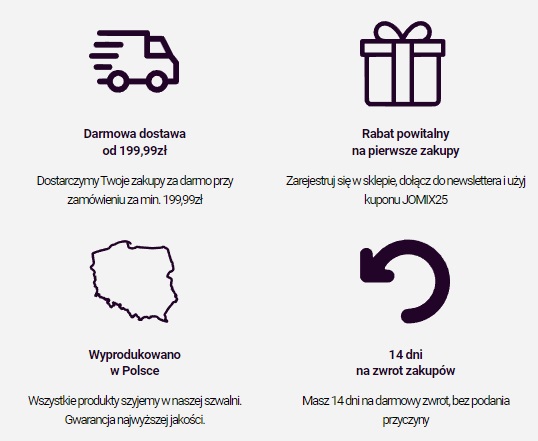 Darmowa dostawa
od 199,99zł
Dostarczymy Twoje zakupy za darmo przy
zamówieniu za min. 199,99zł
Rabat powitalny
na pierwsze zakupy
Zarejestruj się w sklepie, dołącz do newslettera i użyj
kuponu JOMIX25
Wyprodukowano
w Polsce
Wszystkie produkty szyjemy w naszej szwalni.
Gwarancja najwyższej jakości.
14 dni
na zwrot zakupów
Masz 14 dni na darmowy zwrot, bez podania
przyczyny